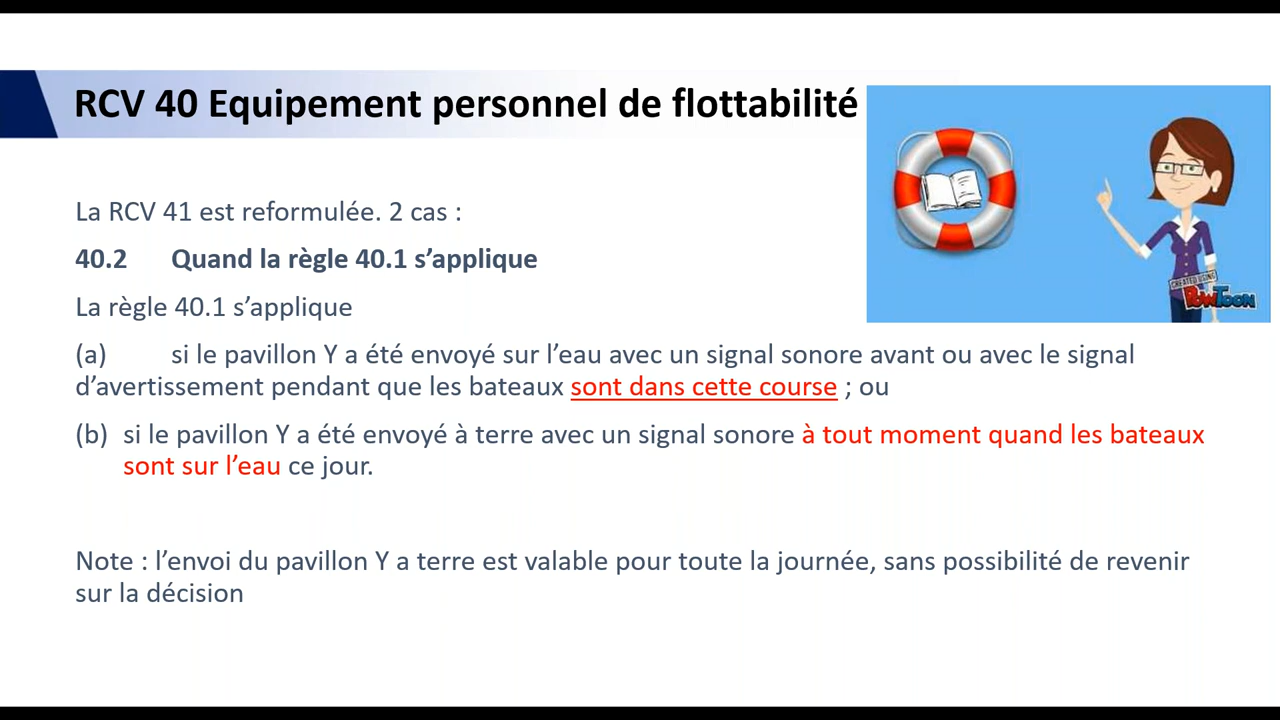 RCV 40 Equipement personnel de flottabilité
La RCV 41 est reformulée. 2 cas :
40.2 Quand la règle 40.1 s’applique
La règle 40.1 s’applique
(a) si le pavillon Y a été envoyé sur l’eau avec un signal sonore avant ou avec le signal
d’avertissement pendant que les bateaux sont dans cette course ; ou
(b) si le pavillon Y a été envoyé à terre avec un signal sonore à tout moment quand les bateaux
sont sur l’eau ce jour.
Note : l’envoi du pavillon Y a terre est valable pour toute la journée, sans possibilité de revenir
sur la décision
CREATED USING
POWTOON